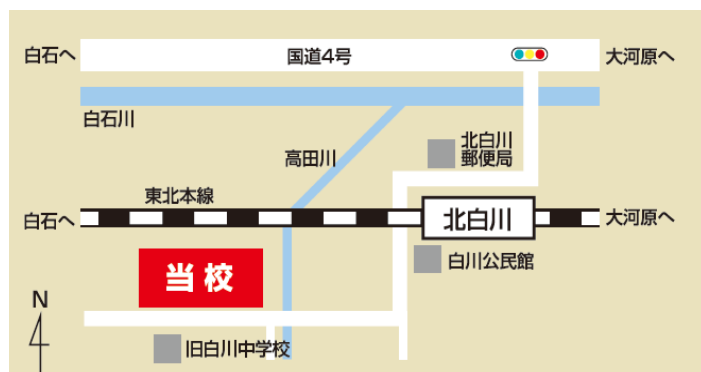 白石へ
国道4号
大河原へ
白石川
北白川
郵便局
高田川
東北本線
白石へ
北白川
大河原へ
当校
白川公民館
N
旧白川中学校